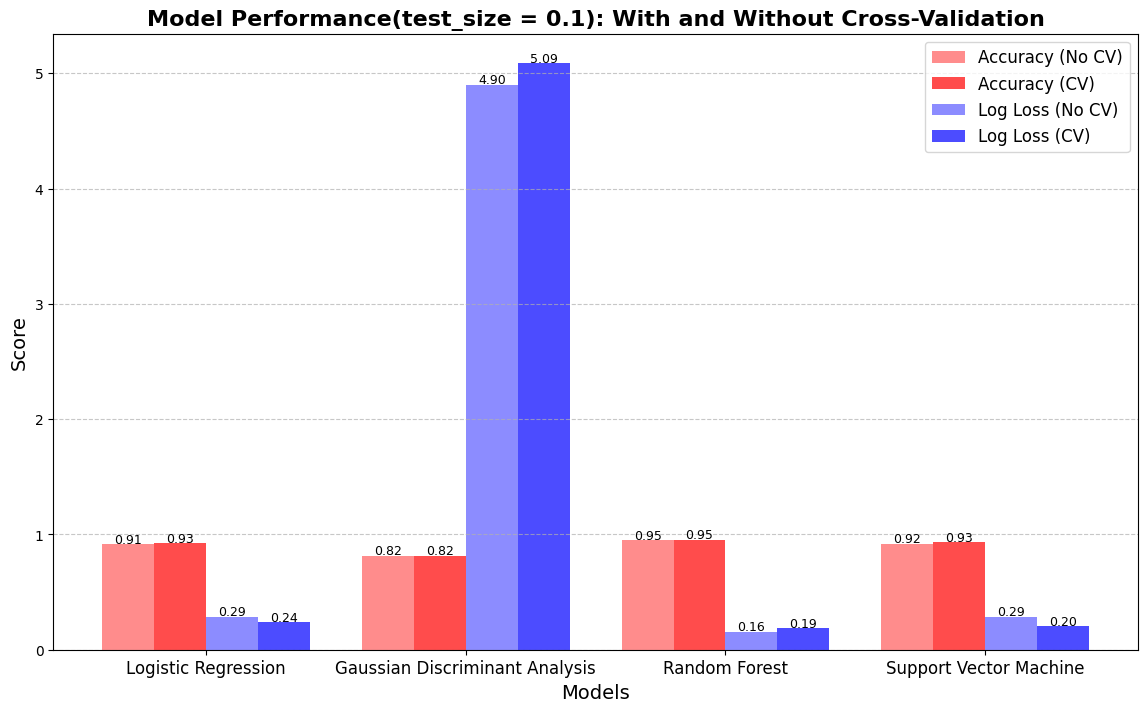 Model Performance(test_size = 0.1): With and Without Cross-Validation
Accuracy (No CV)
Accuracy (CV)
Log Loss (No CV)
Log Loss (CV)
Score
5
4
3
2
1
0
0.91
0.93
0.29
0.24
0.82
0.82
4.90
5.09
0.95
0.95
0.16
0.19
0.92
0.93
0.29
0.20
Logistic Regression
Gaussian Discriminant Analysis
Random Forest
Support Vector Machine
Models